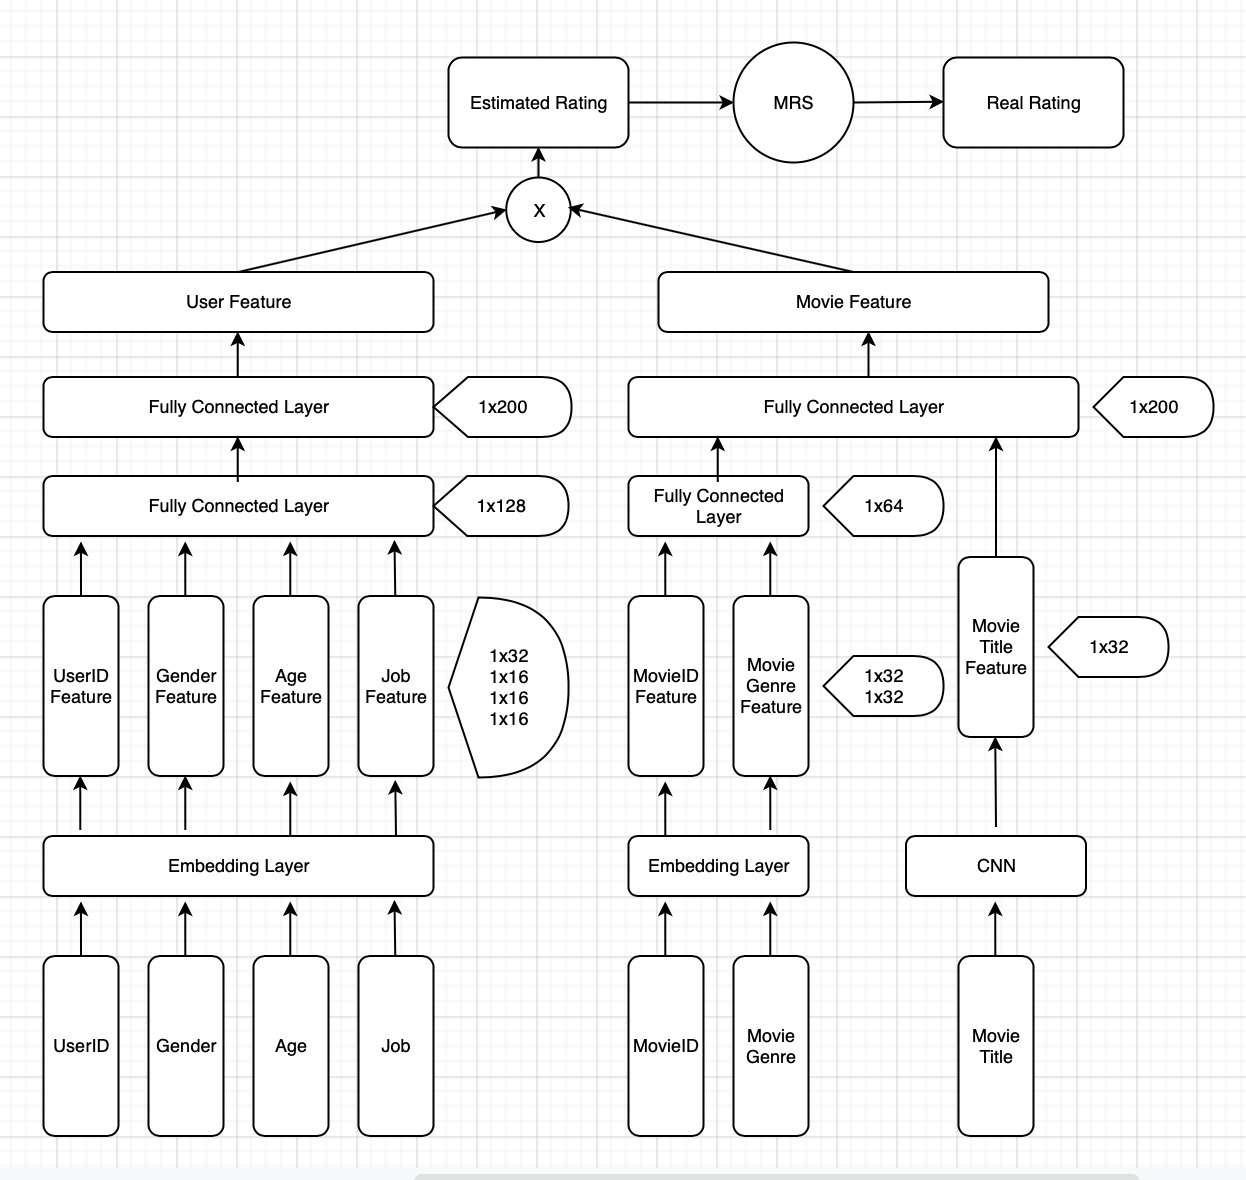 Estimated Rating
MRS
Real Rating
X
User Feature
Movie Feature
Fully Connected Layer
1x200
Fully Connected Layer
1x200
Fully Connected Layer
1x128
Fully Connected
Layer
1x64
UserID
Feature
Gender
Feature
Age
Feature
Job
Feature
1x32
1x16
1x16
1x16
MovieID
Feature
Movie
Genre
Feature
1x32
1x32
Movie
Title
Feature
1x32
Embedding Layer
Embedding Layer
CNN
UserID
Gender
Age
Job
MovieID
Movie
Genre
Movie
Title